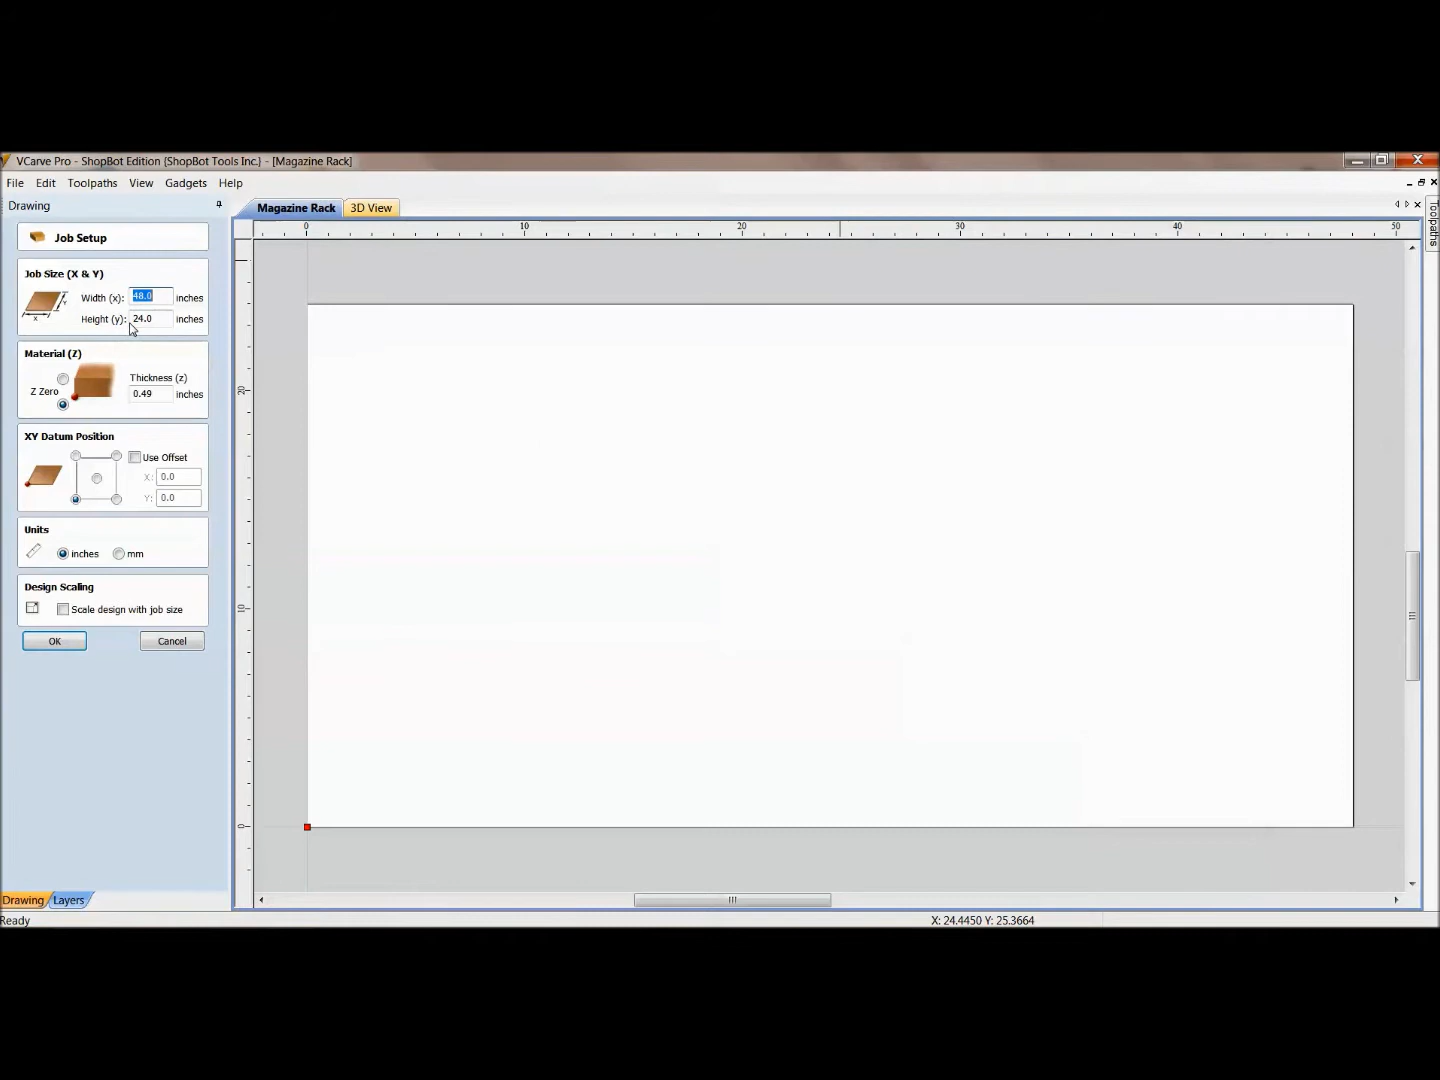 VCarve Pro - ShopBot Edition {ShopBot Tools Inc.} - [Magazine Rack]
File Edit Toolpaths View Gadgets Help
Drawing
Magazine Rack 3D View
0 10 20 30 40 50
Toolpaths
Job Setup
Job Size (X & Y)
Width (x): 48.0 inches
Height (y): 24.0 inches
Y
X
Material (Z)
Thickness (z)
Z Zero
0.49 inches
20
XY Datum Position
Use Offset
X: 0.0
Y: 0.0
Units
inches mm
Design Scaling
Scale design with job size
10
OK Cancel
0
Drawing Layers
Ready
X: 24.4450 Y: 25.3664